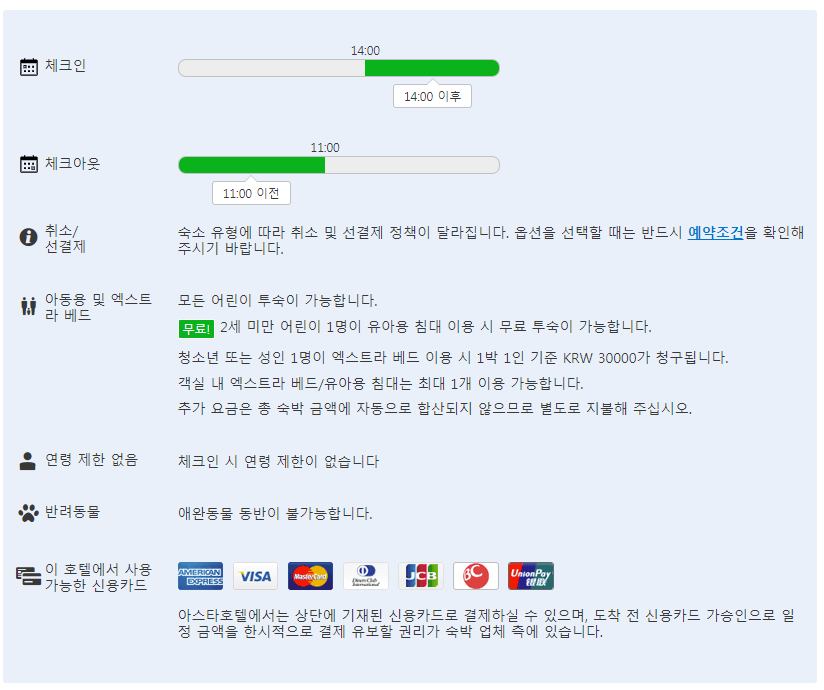 체크인
14:00
14:00 이후
체크아웃
11:00
11:00 이전
취소/
선결제
숙소 유형에 따라 취소 및 선결제 정책이 달라집니다. 옵션을 선택할 때는 반드시 예약조건을 확인해
주시기 바랍니다.
아동용 및 엑스트
라 베드
모든 어린이 투숙이 가능합니다.
무료! 2세 미만 어린이 1명이 유아용 침대 이용 시 무료 투숙이 가능합니다.
청소년 또는 성인 1명이 엑스트라 베드 이용 시 1박 1인 기준 KRW 30000가 청구됩니다.
객실 내 엑스트라 베드/유아용 침대는 최대 1개 이용 가능합니다.
추가 요금은 총 숙박 금액에 자동으로 합산되지 않으므로 별도로 지불해 주십시오.
연령 제한 없음
체크인 시 연령 제한이 없습니다
반려동물
애완동물 동반이 불가능합니다.
이 호텔에서 사용
가능한 신용카드
AMERICAN EXPRESS VISA MasterCard Diners Club International JCB BC UnionPay 银联
아스타호텔에서는 상단에 기재된 신용카드로 결제하실 수 있으며, 도착 전 신용카드 가승인으로 일
정 금액을 한시적으로 결제 유보할 권리가 숙박 업체 측에 있습니다.